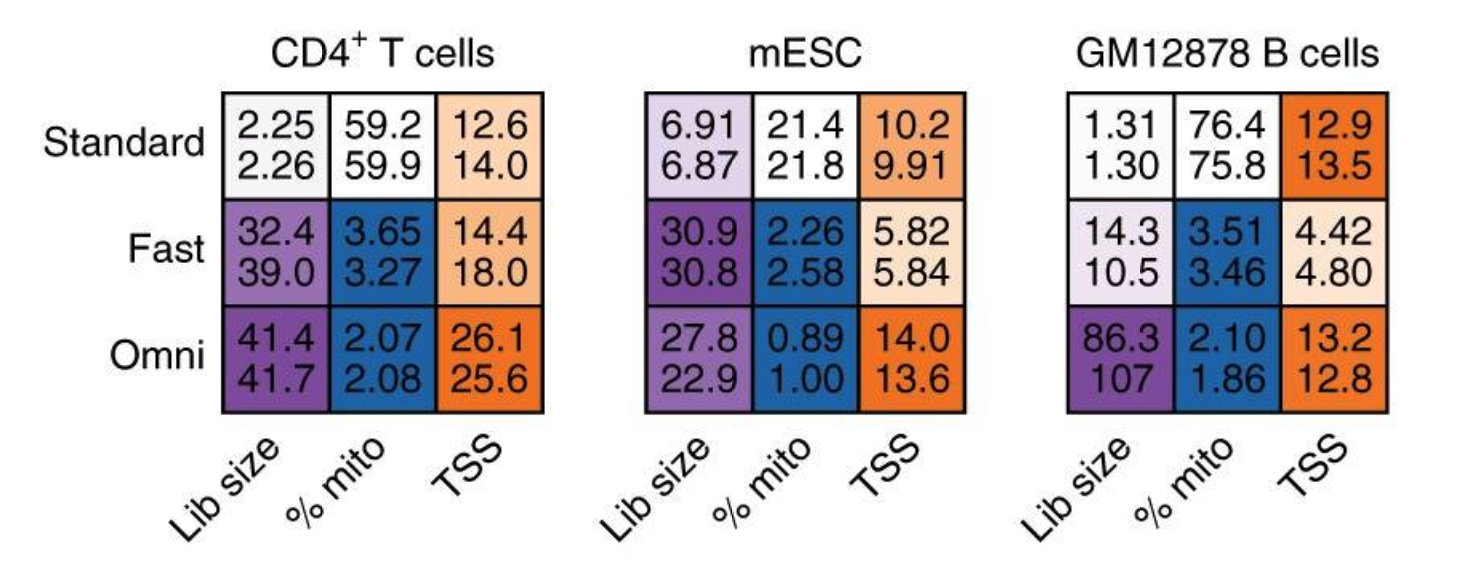 CD4⁺ T cells mESC GM12878 B cells
2.25 59.2 12.6 6.91 21.4 10.2 1.31 76.4 12.9
Standard
2.26 59.9 14.0 6.87 21.8 9.91 1.30 75.8 13.5
32.4 3.65 14.4 30.9 2.26 5.82 14.3 3.51 4.42
Fast
39.0 3.27 18.0 30.8 2.58 5.84 10.5 3.46 4.80
41.4 2.07 26.1 27.8 0.89 14.0 86.3 2.10 13.2
Omni
41.7 2.08 25.6 22.9 1.00 13.6 107 1.86 12.8
Lib size % mito TSS Lib size % mito TSS Lib size % mito TSS